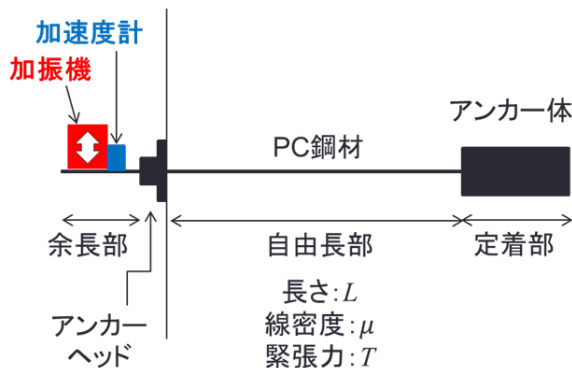 加速度計
加振機
アンカー体
PC鋼材
余長部
自由長部
定着部
アンカー
ヘッド
長さ:L
線密度:μ
緊張力:T